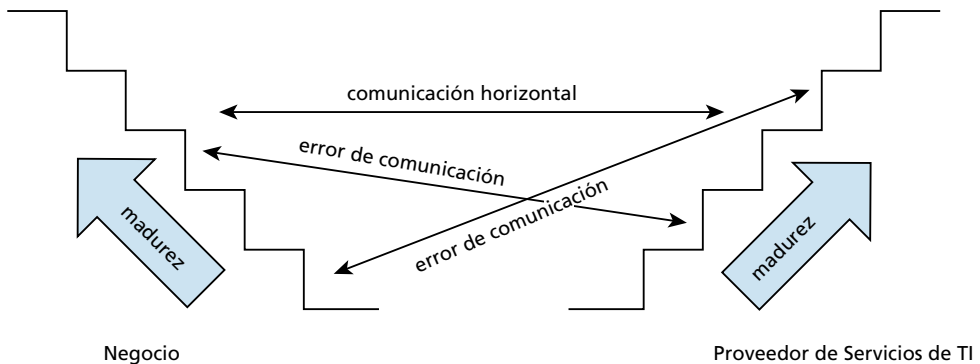 comunicación horizontal
error de comunicación
error de comunicación
madurez
madurez
Negocio
Proveedor de Servicios de TI